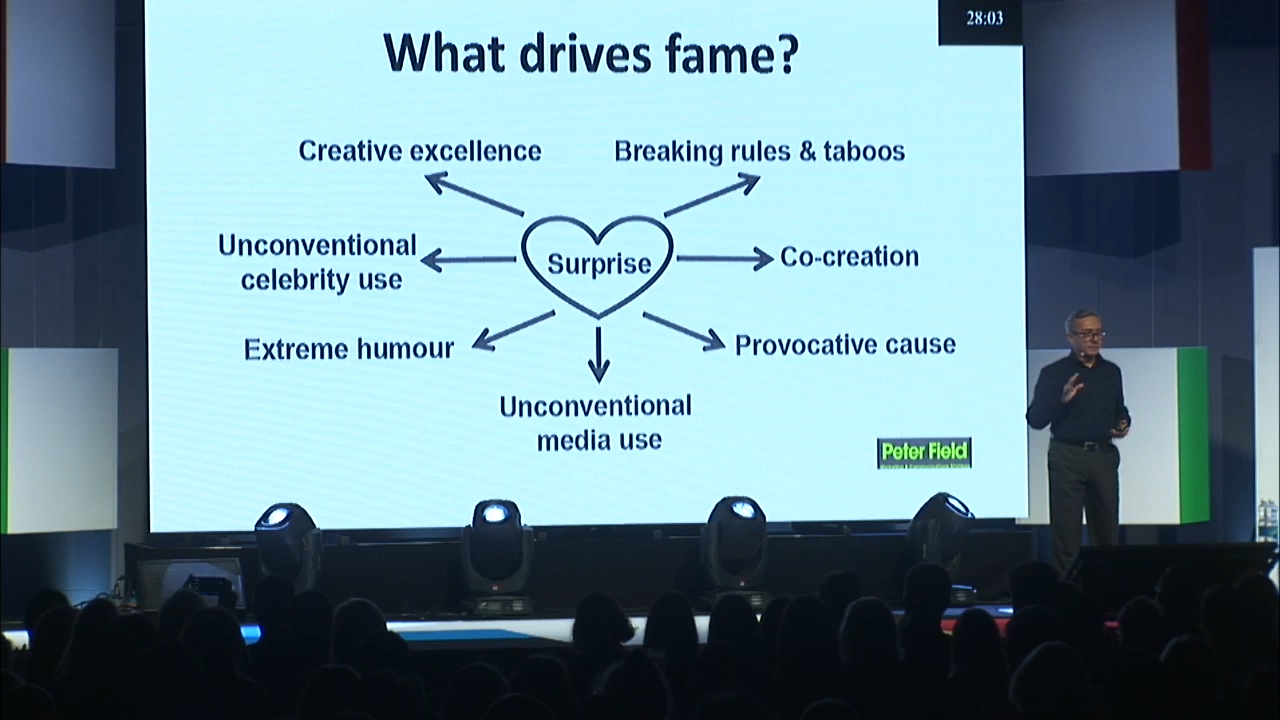 28:03
What drives fame?
Creative excellence
Breaking rules & taboos
Unconventional
celebrity use
Surprise
Co-creation
Extreme humour
Provocative cause
Unconventional
media use
Peter Field